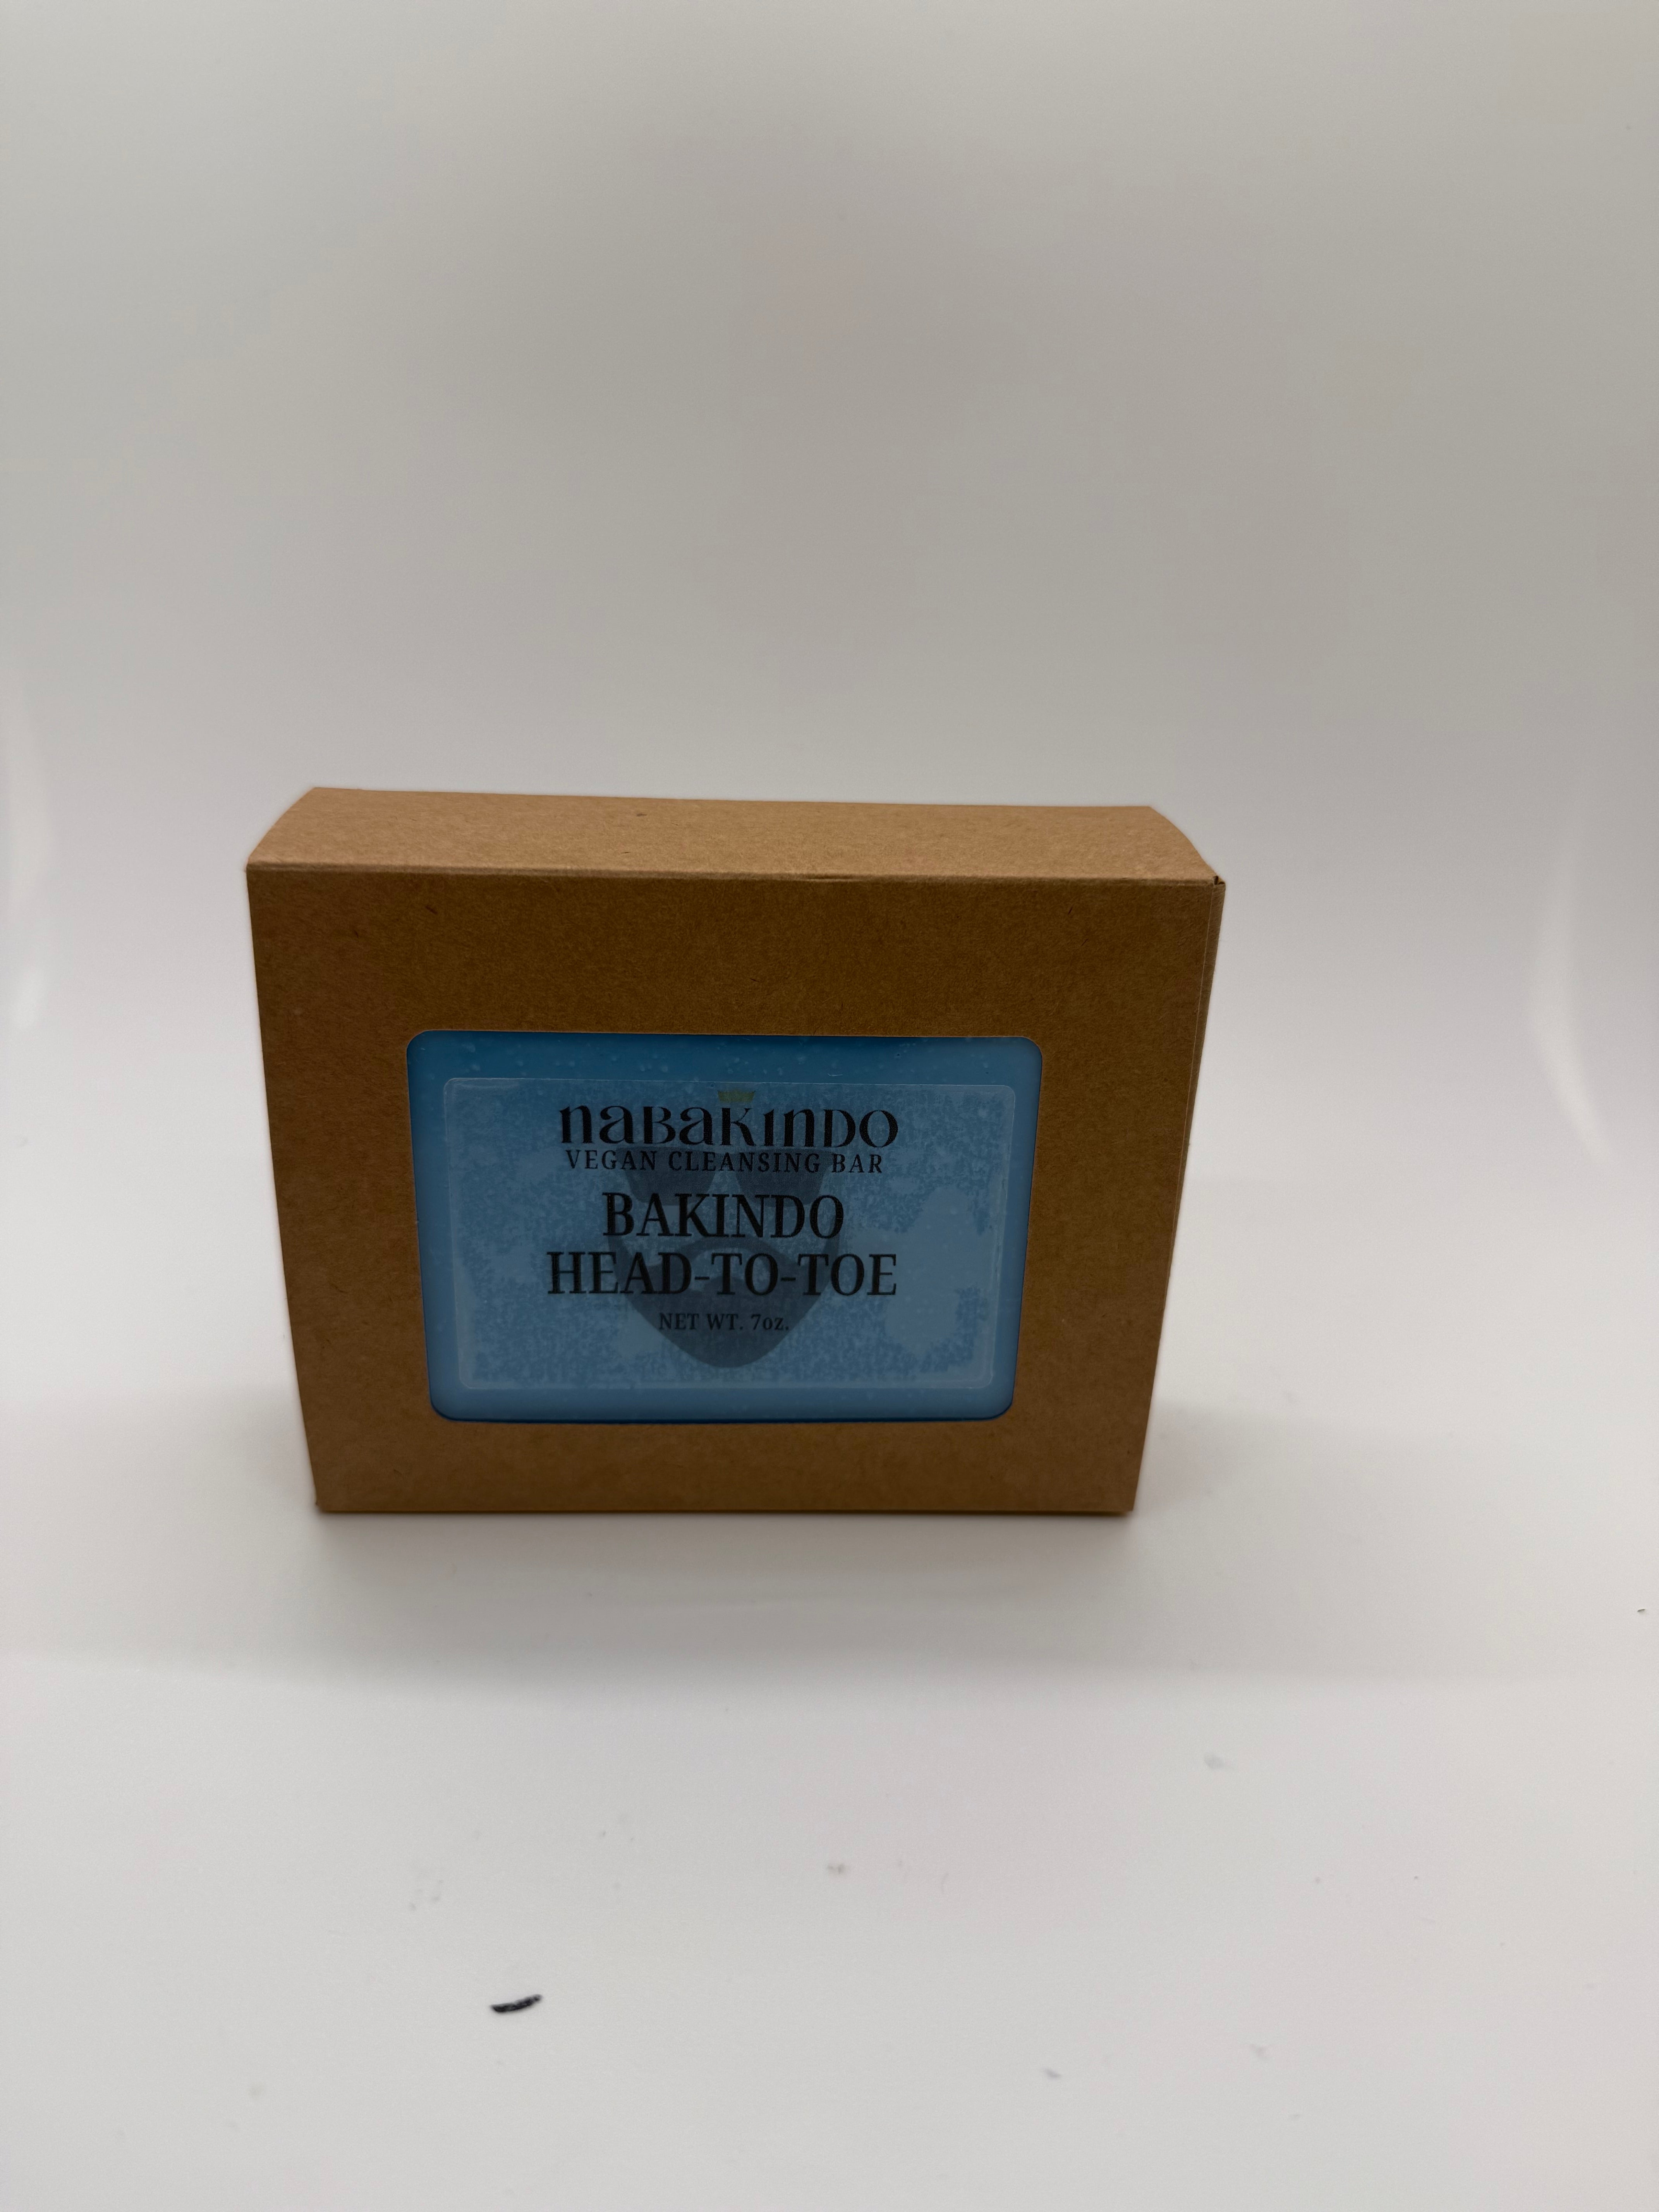 NABAKINDO
VEGAN CLEANSING BAR
BAKINDO
HEAD-TO-TOE
NET WT. 7oz.